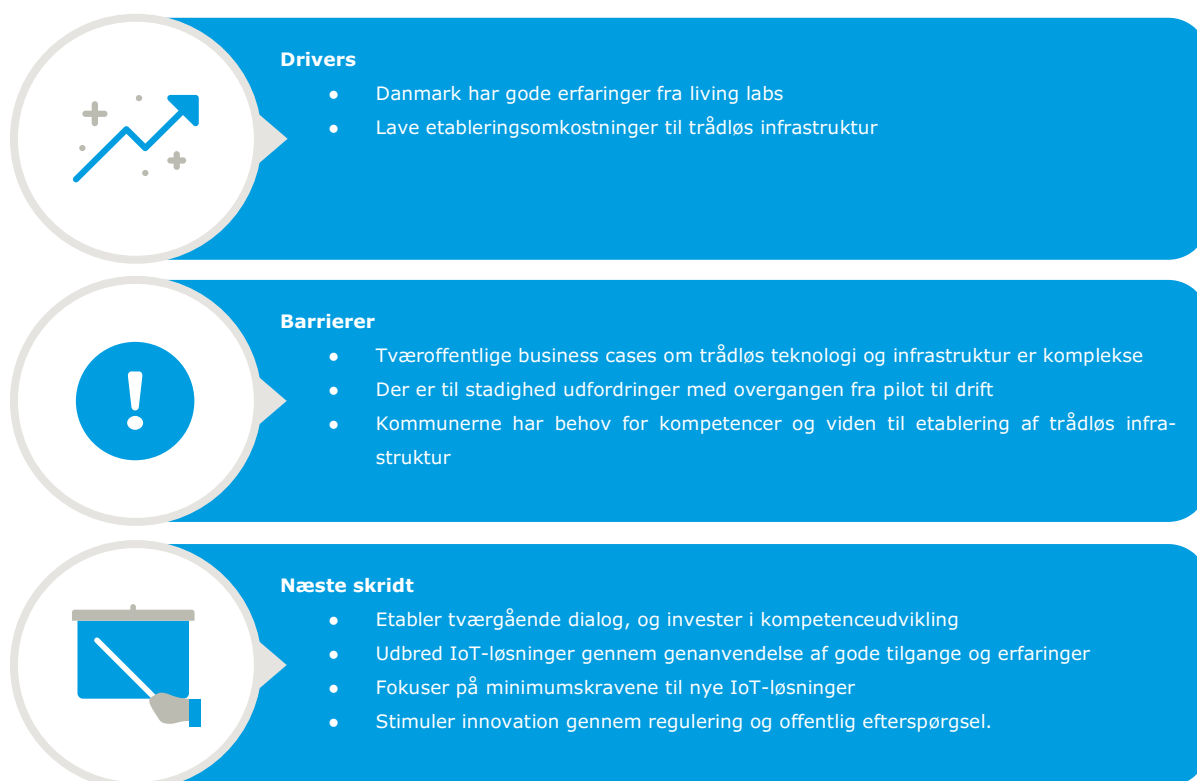 Drivers
● Danmark har gode erfaringer fra living labs
● Lave etableringsomkostninger til trådløs infrastruktur
Barrierer
● Tværoffentlige business cases om trådløs teknologi og infrastruktur er komplekse
● Der er til stadighed udfordringer med overgangen fra pilot til drift
● Kommunerne har behov for kompetencer og viden til etablering af trådløs infra-
struktur
Næste skridt
● Etabler tværgående dialog, og invester i kompetenceudvikling
● Udbred IoT-løsninger gennem genanvendelse af gode tilgange og erfaringer
● Fokuser på minimumskravene til nye IoT-løsninger
● Stimuler innovation gennem regulering og offentlig efterspørgsel.